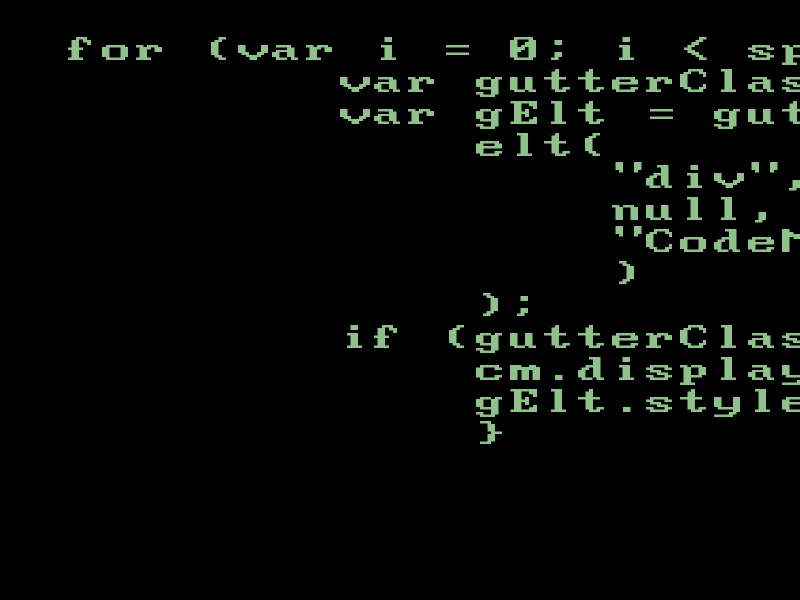 for (var i = 0; i < sp
var gutterClas
var gElt = gut
elt(
"div",
null,
"CodeM
)
);
if (gutterClas
cm.display
gElt.style
}